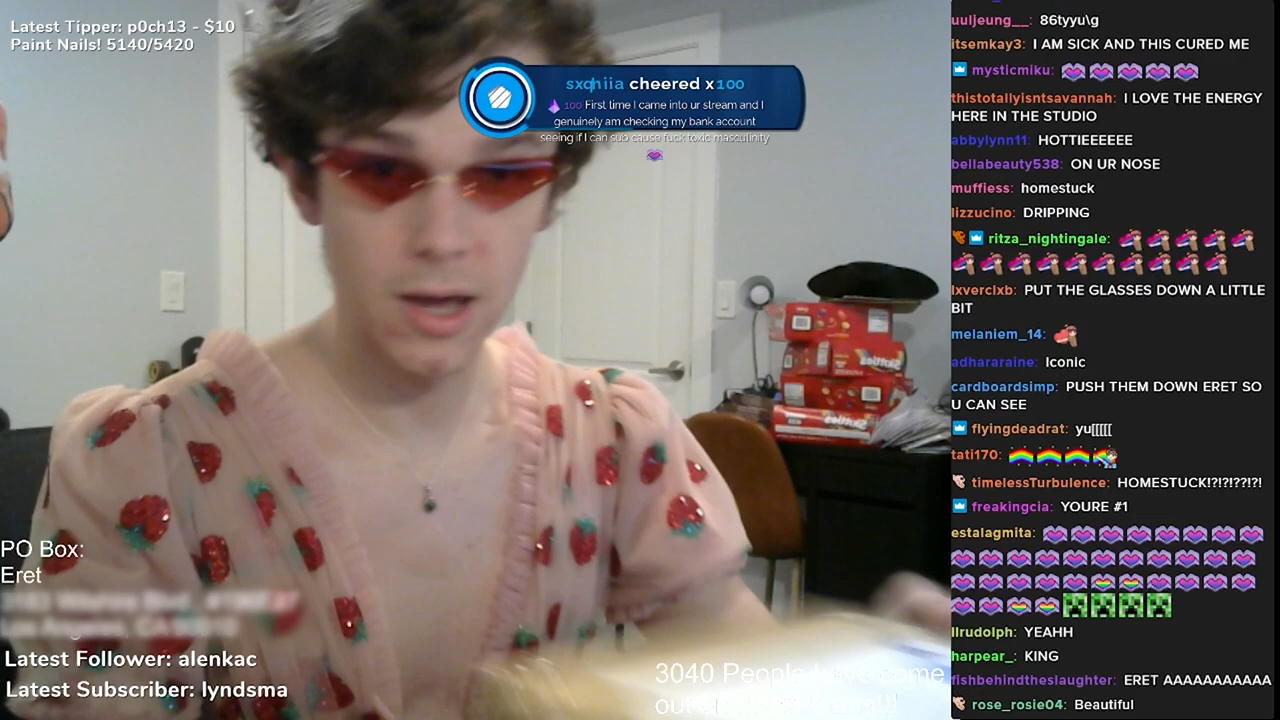 Latest Tipper: p0ch13 - $10
Paint Nails! 5140/5420
sxqhiia cheered x100
100 First time I came into ur stream and I
genuinely am checking my bank account
seeing if I can sub cause fuck toxic masculinity
PO Box:
Eret
Latest Follower: alenkac
Latest Subscriber: lyndsma
3040 People have come
out
Skittles
uuljeung__: 86tyyu\g
itsemkay3: I AM SICK AND THIS CURED ME
mysticmiku:
thistotallyisntsavannah: I LOVE THE ENERGY
HERE IN THE STUDIO
abbylynn11: HOTTIEEEEEE
bellabeauty538: ON UR NOSE
muffiess: homestuck
lizzucino: DRIPPING
ritza_nightingale:
lxverclxb: PUT THE GLASSES DOWN A LITTLE
BIT
melaniem_14:
adhararaine: Iconic
cardboardsimp: PUSH THEM DOWN ERET SO
U CAN SEE
flyingdeadrat: yu[[[[[
tati170:
timelessTurbulence: HOMESTUCK!?!?!??!?!
freakingcia: YOURE #1
estalagmita:
llrudolph: YEAHH
harpear_: KING
fishbehindtheslaughter: ERET AAAAAAAAAAA
rose_rosie04: Beautiful